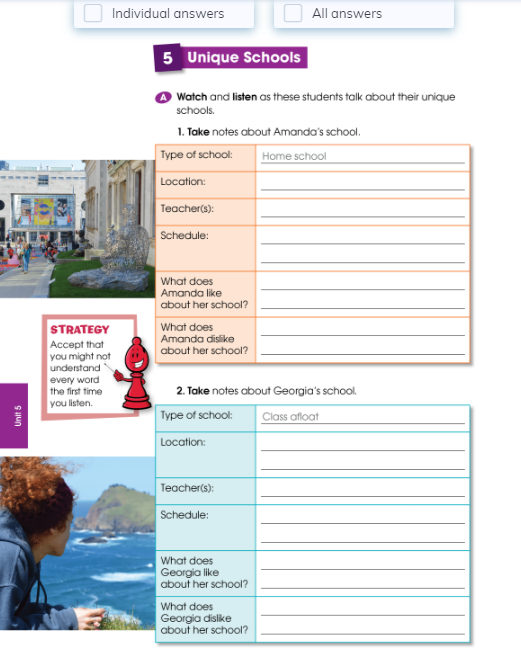 Individual answers
All answers
5 Unique Schools
A Watch and listen as these students talk about their unique
schools.
1. Take notes about Amanda's school.
Type of school: Home school
Location:
Teacher(s):
Schedule:
What does
Amanda like
about her school?
What does
Amanda dislike
about her school?
STRATEGY
Accept that
you might not
understand
every word
the first time
you listen.
Unit 5
2. Take notes about Georgia's school.
Type of school: Class afloat
Location:
Teacher(s):
Schedule:
What does
Georgia like
about her school?
What does
Georgia dislike
about her school?